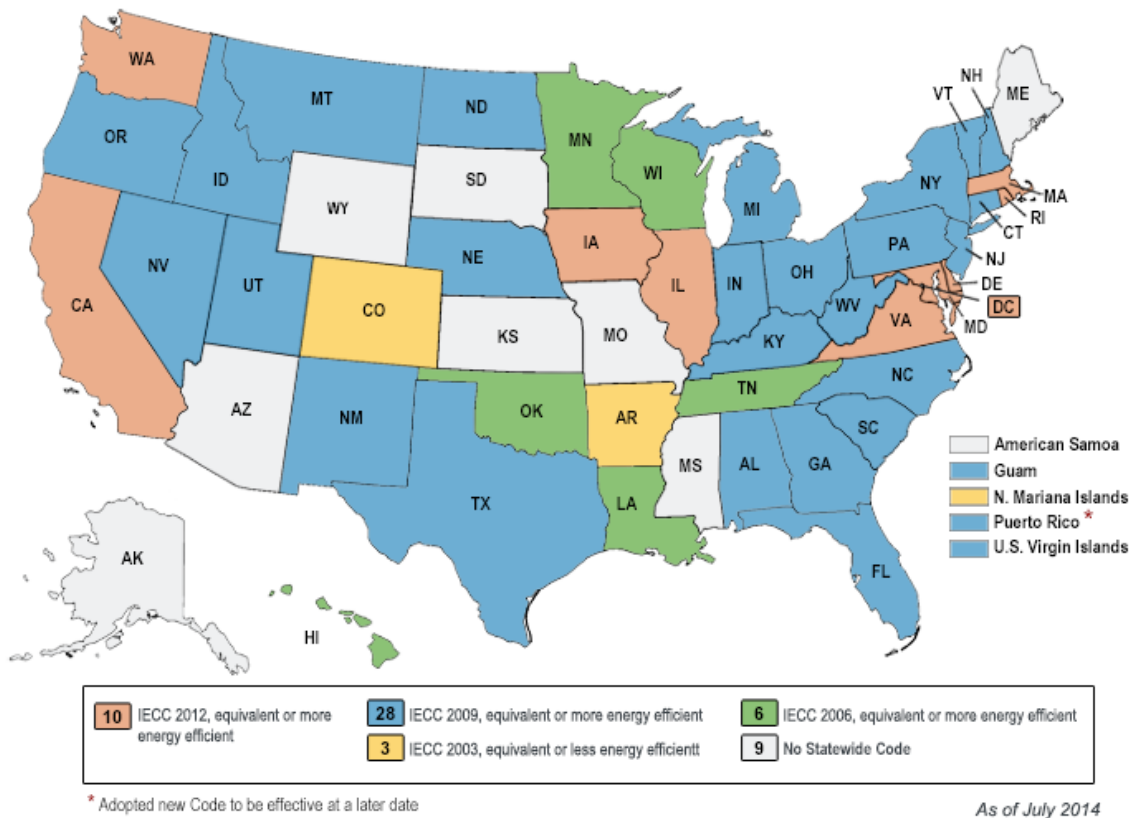 WA
MT
ND
MN
NH
VT
ME
OR
ID
SD
WI
NY
MA
RI
CT
WY
MI
IA
NE
PA
NJ
NV
UT
IL
IN
OH
DE
DC
CA
CO
WV
VA
MD
KS
MO
KY
NC
TN
AZ
NM
OK
AR
SC
MS
AL
GA
American Samoa
Guam
N. Mariana Islands
Puerto Rico *
U.S. Virgin Islands
TX
LA
FL
AK
HI
10 IECC 2012, equivalent or more
energy efficient
28 IECC 2009, equivalent or more energy efficient
6 IECC 2006, equivalent or more energy efficient
3 IECC 2003, equivalent or less energy efficientt
9 No Statewide Code
* Adopted new Code to be effective at a later date
As of July 2014